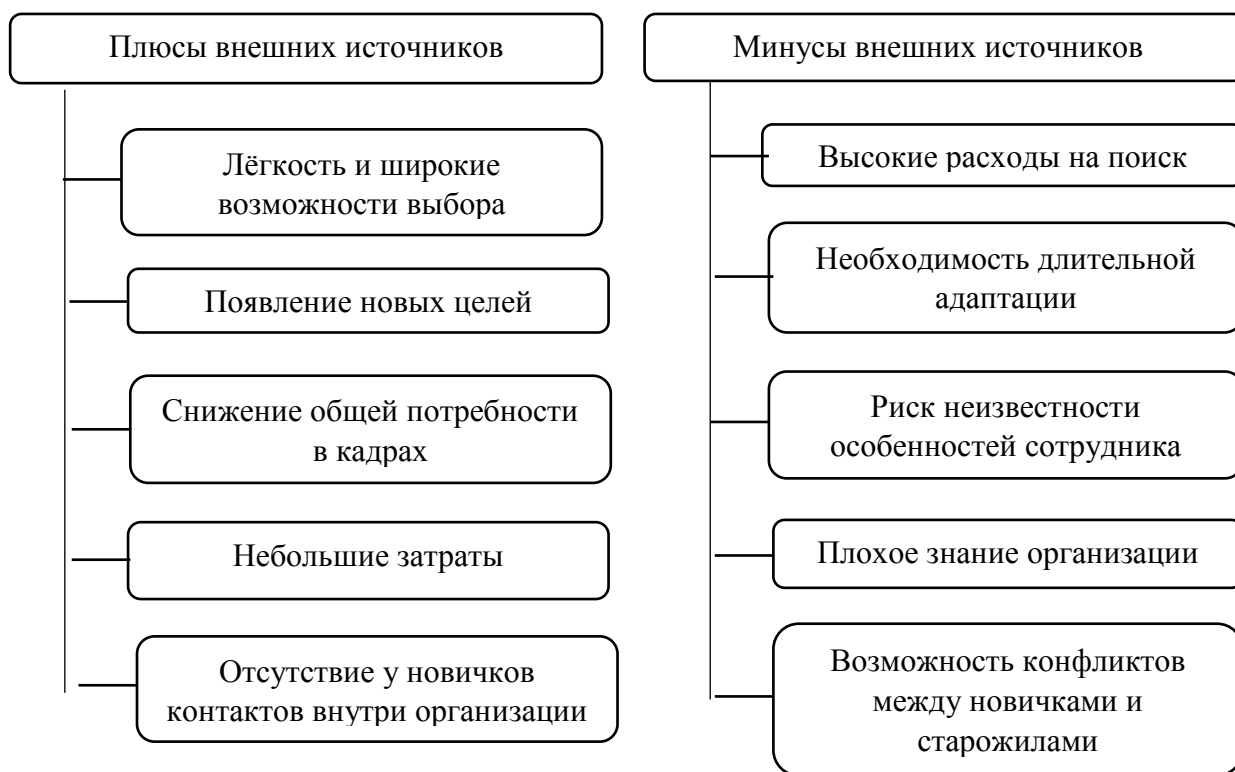 Плюсы внешних источников
Лёгкость и широкие
возможности выбора
Появление новых целей
Снижение общей потребности
в кадрах
Небольшие затраты
Отсутствие у новичков
контактов внутри организации
Минусы внешних источников
Высокие расходы на поиск
Необходимость длительной
адаптации
Риск неизвестности
особенностей сотрудника
Плохое знание организации
Возможность конфликтов
между новичками и
старожилами